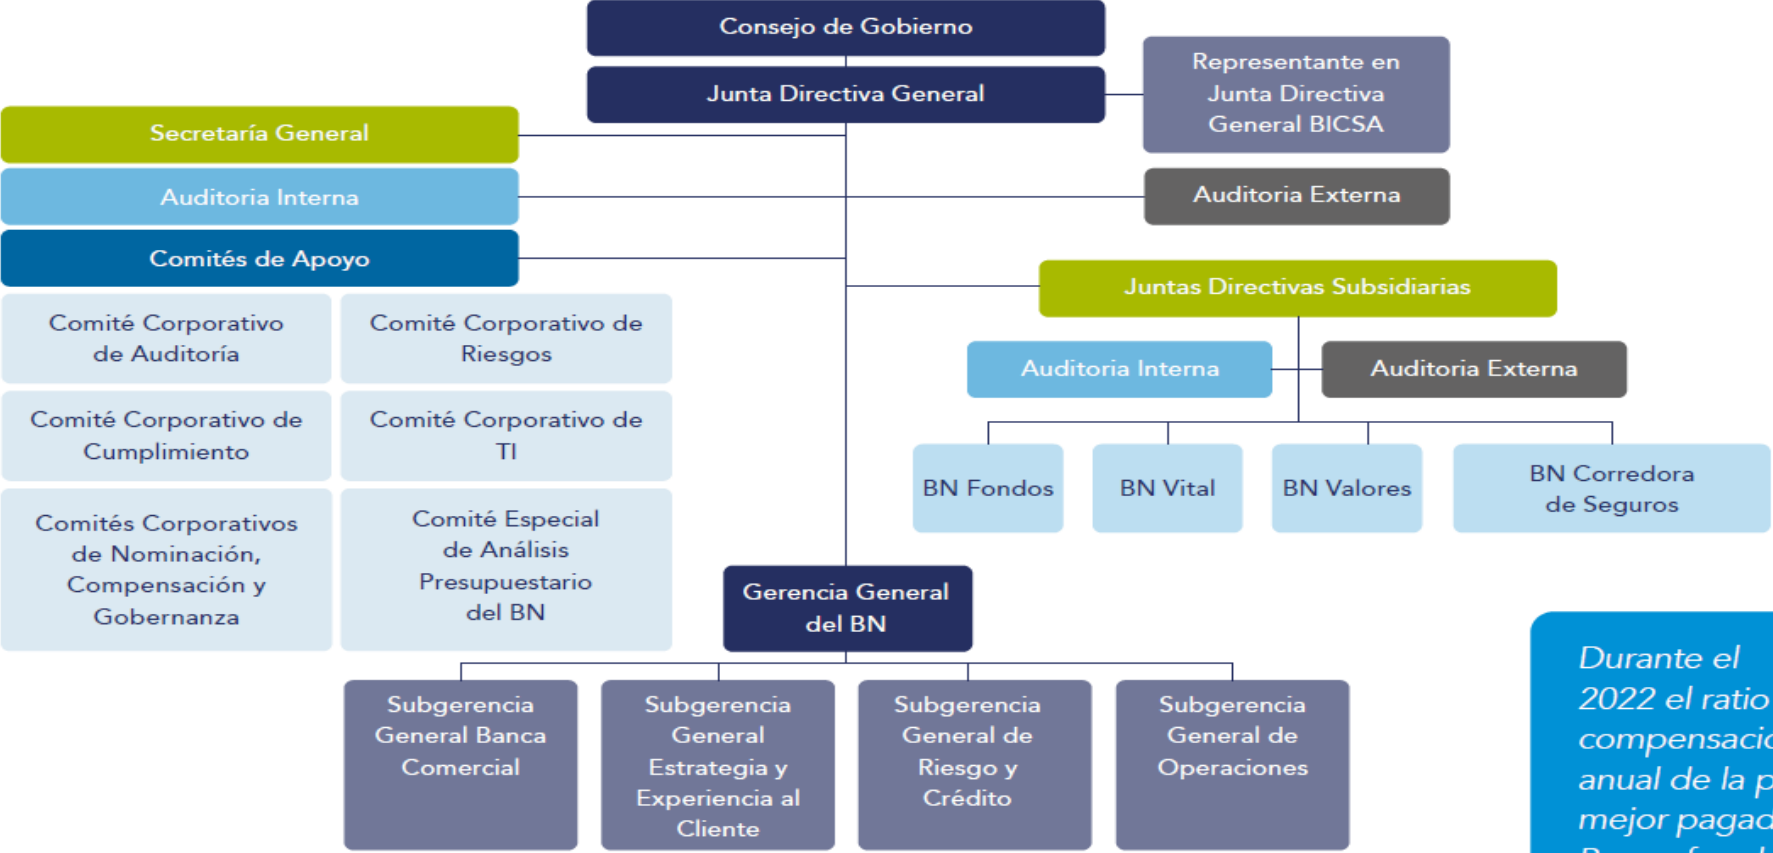 Consejo de Gobierno
Junta Directiva General
Representante en
Junta Directiva
General BICSA
Secretaría General
Auditoria Interna
Auditoria Externa
Comités de Apoyo
Juntas Directivas Subsidiarias
Comité Corporativo
de Auditoría
Comité Corporativo de
Riesgos
Auditoria Interna
Auditoria Externa
Comité Corporativo de
Cumplimiento
Comité Corporativo de
TI
BN Fondos
BN Vital
BN Valores
BN Corredora
de Seguros
Comités Corporativos
de Nominación,
Compensación y
Gobernanza
Comité Especial
de Análisis
Presupuestario
del BN
Gerencia General
del BN
Subgerencia
General Banca
Comercial
Subgerencia
General
Estrategia y
Experiencia al
Cliente
Subgerencia
General de
Riesgo y
Crédito
Subgerencia
General de
Operaciones
Durante el
2022 el ratio
anual de la
mejor